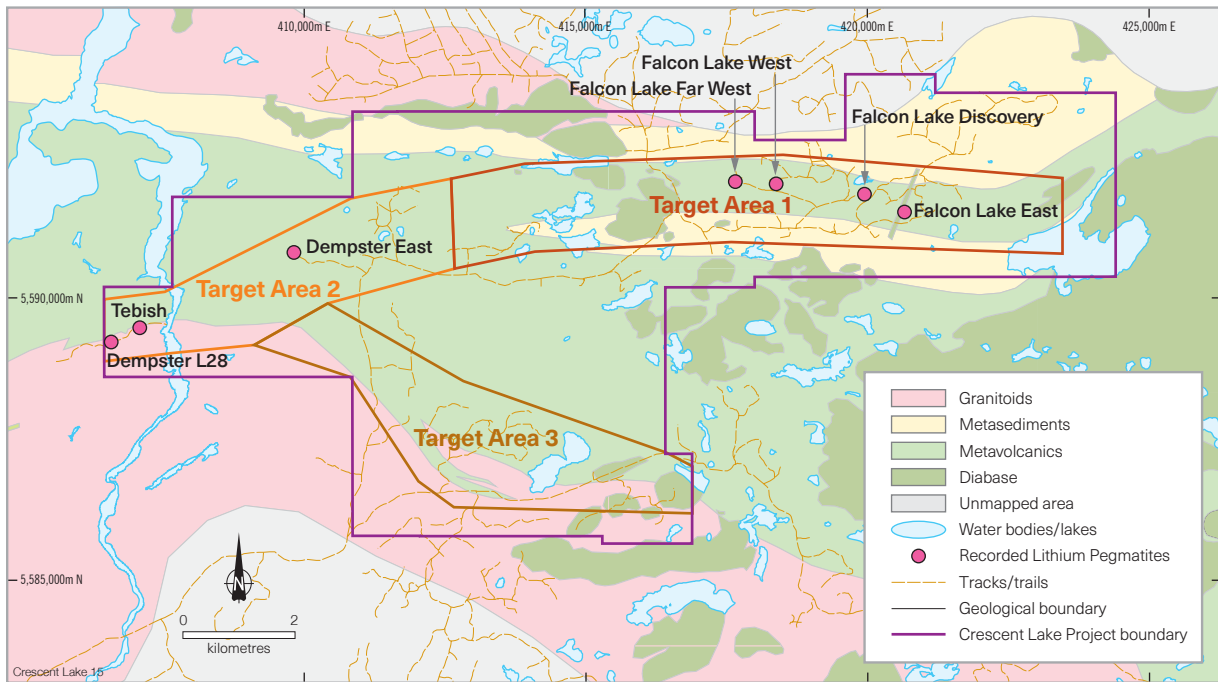 410,000m E
415,000m E
420,000m E
425,000m E
Falcon Lake West
Falcon Lake Far West
Falcon Lake Discovery
Target Area 1
Falcon Lake East
Dempster East
Target Area 2
5,590,000m N
Tebish
Dempster L28
Target Area 3
Granitoids
Metasediments
Metavolcanics
Diabase
Unmapped area
Water bodies/lakes
Recorded Lithium Pegmatites
Tracks/trails
Geological boundary
Crescent Lake Project boundary
5,585,000m N
N
0 2
kilometres
Crescent Lake 15